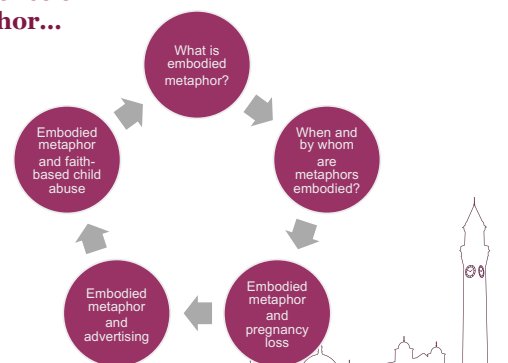 hor...
What is
embodied
metaphor?
When and
by whom
are
metaphors
embodied?
Embodied
metaphor
and
pregnancy
loss
Embodied
metaphor
and
advertising
Embodied
metaphor
and faith-
based child
abuse